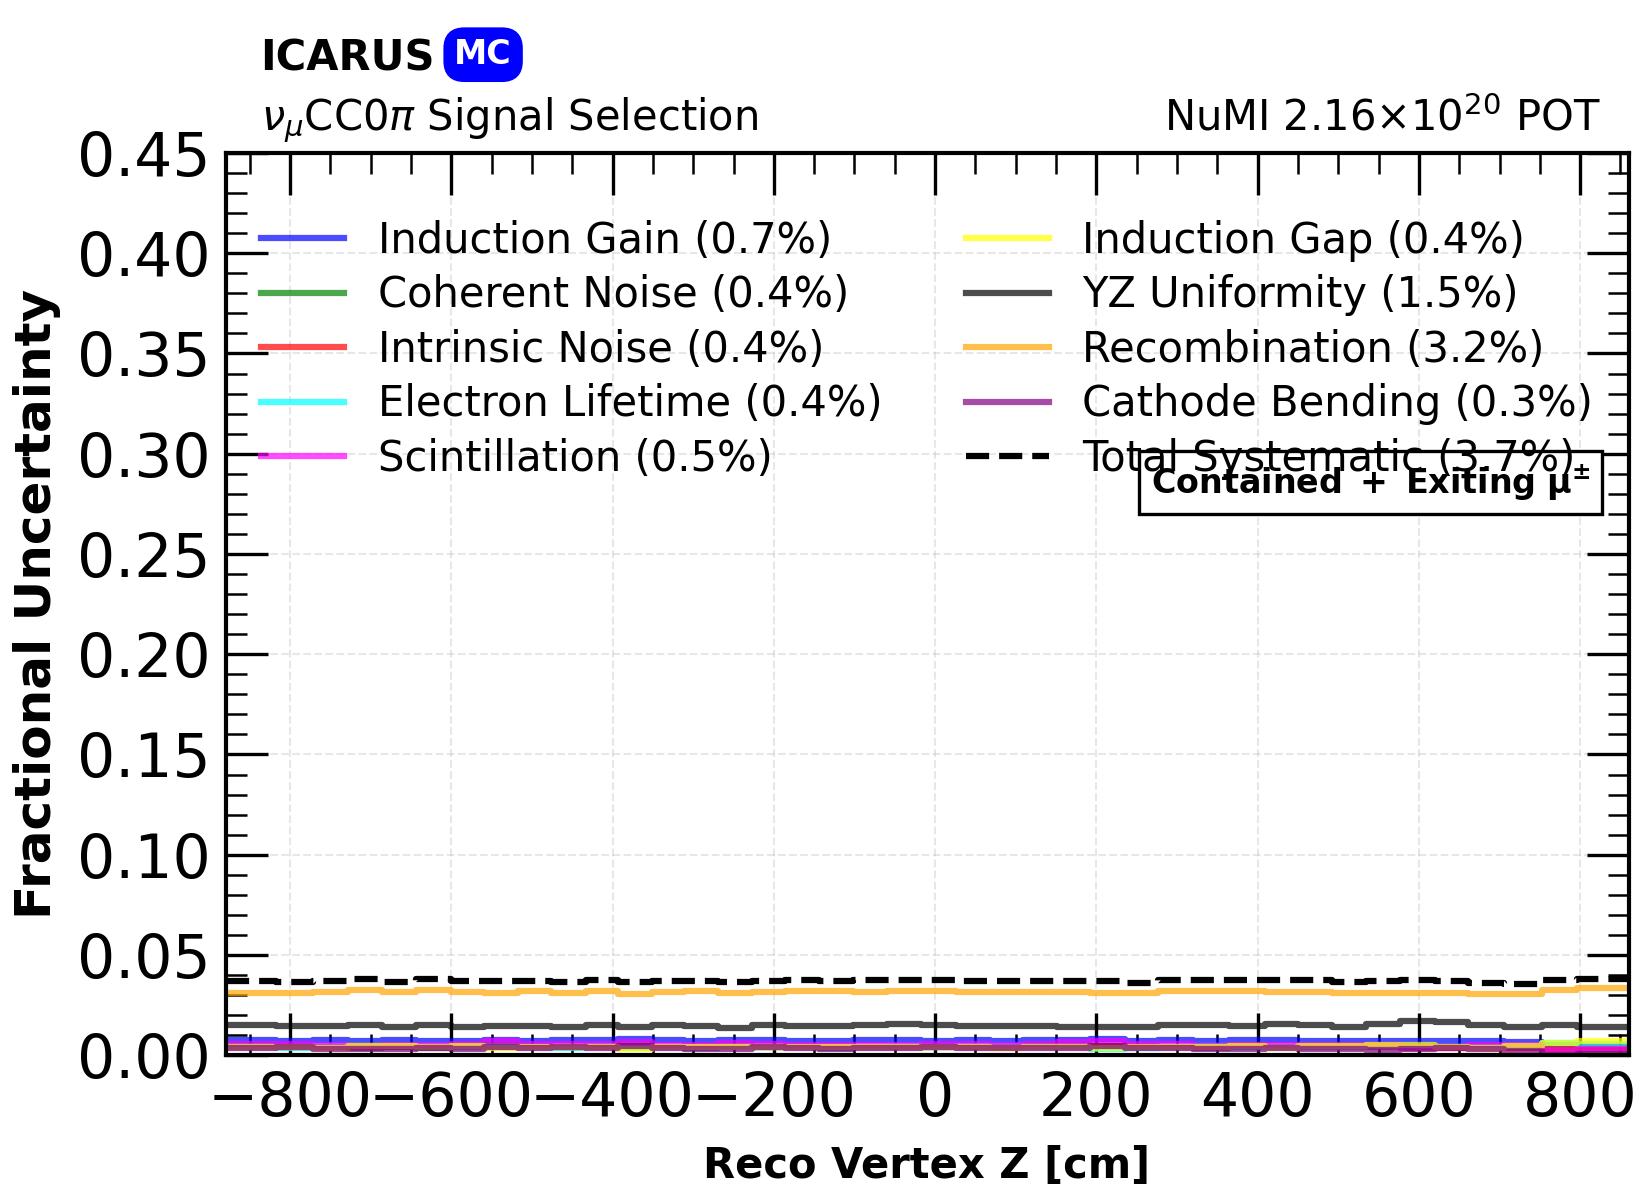 ICARUS MC
νμCC0π Signal Selection NuMI 2.16×10²⁰ POT
0.45
0.40
0.35
0.30
0.25
0.20
0.15
0.10
0.05
0.00
Fractional Uncertainty
Induction Gain (0.7%)
Coherent Noise (0.4%)
Intrinsic Noise (0.4%)
Electron Lifetime (0.4%)
Scintillation (0.5%)
Induction Gap (0.4%)
YZ Uniformity (1.5%)
Recombination (3.2%)
Cathode Bending (0.3%)
Total Systematic (3.7%)
Contained + Exiting μ±
−800 −600 −400 −200 0 200 400 600 800
Reco Vertex Z [cm]